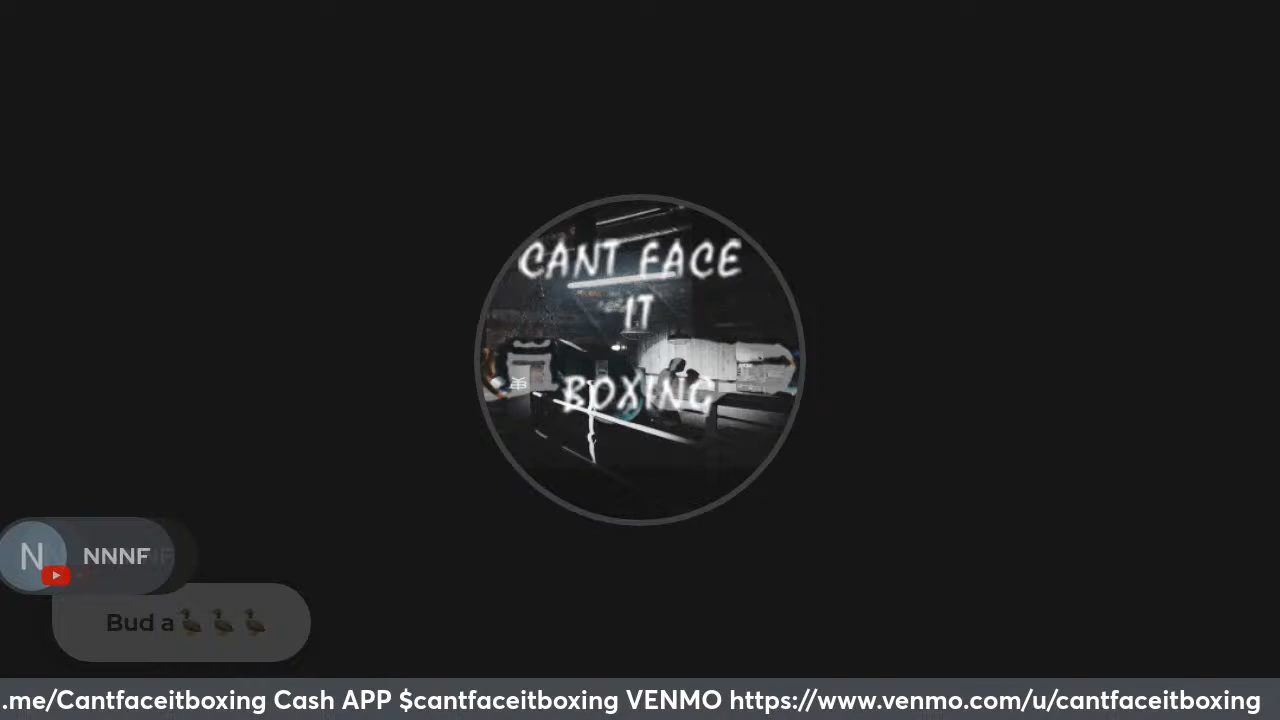 CANT FACE
IT
BOXING
N
NNNF
Bud a🦆🦆🦆
.me/Cantfaceitboxing Cash APP $cantfaceitboxing VENMO https://www.venmo.com/u/cantfaceitboxing